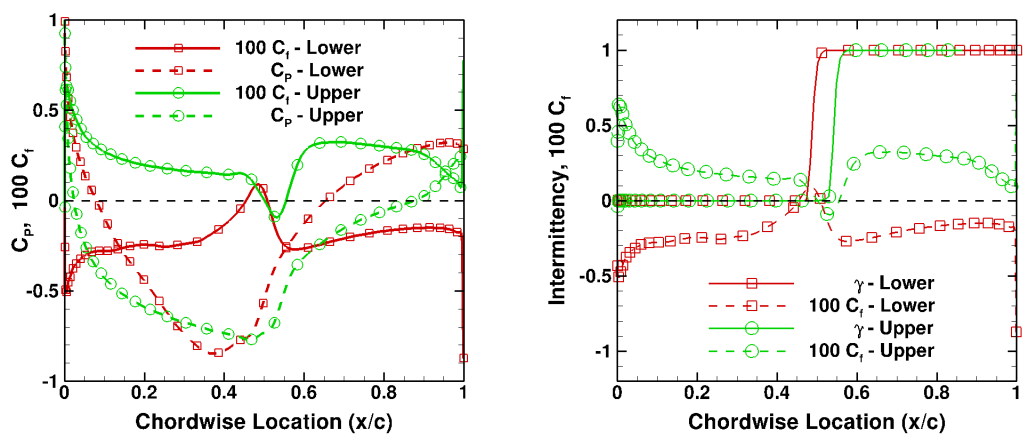 1
0.5
0
-0.5
-1
C_P, 100 C_f
100 C_f - Lower
C_P - Lower
100 C_f - Upper
C_P - Upper
0
0.2
0.4
0.6
0.8
1
Chordwise Location (x/c)
1
0.5
0
-0.5
-1
Intermittency, 100 C_f
γ - Lower
100 C_f - Lower
γ - Upper
100 C_f - Upper
0
0.2
0.4
0.6
0.8
1
Chordwise Location (x/c)